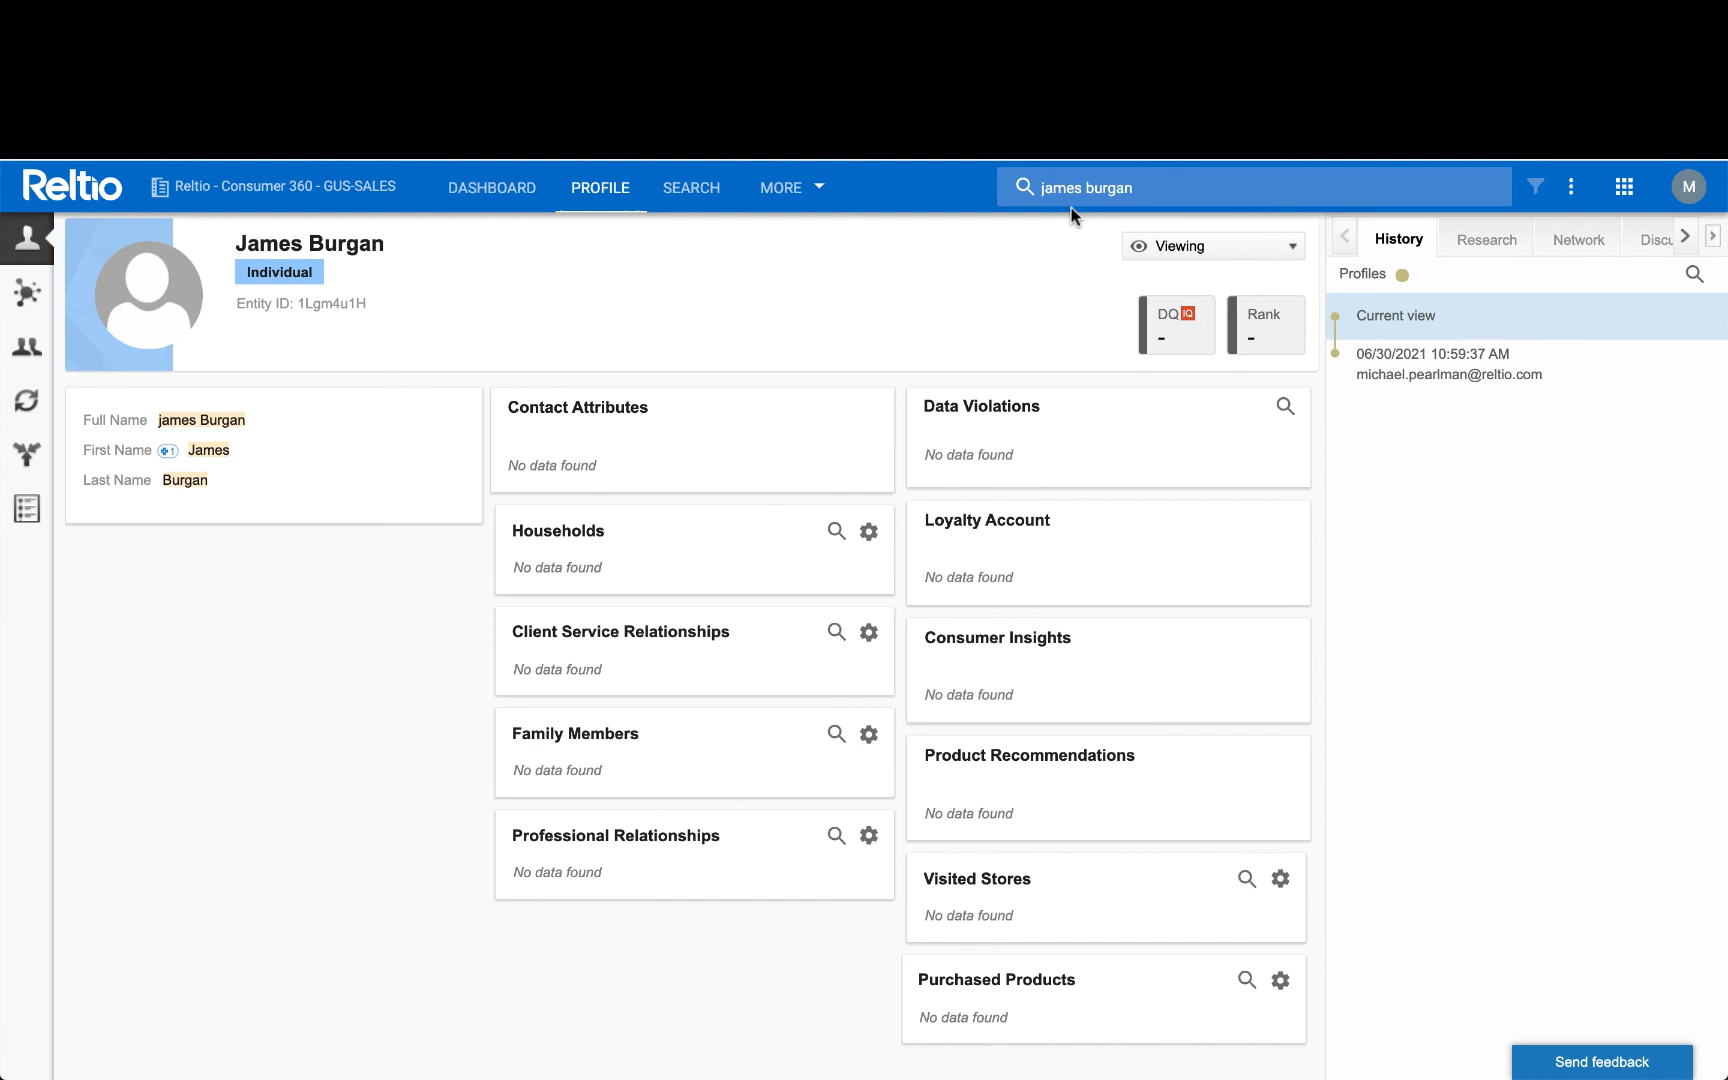 Reltio
Reltio - Consumer 360 - GUS-SALES
DASHBOARD
PROFILE
SEARCH
MORE
james burgan
M
James Burgan
Individual
Entity ID: 1Lgm4u1H
Viewing
DQ IQ
-
Rank
-
Full Name james Burgan
First Name +1 James
Last Name Burgan
Contact Attributes
No data found
Households
No data found
Client Service Relationships
No data found
Family Members
No data found
Professional Relationships
No data found
Data Violations
No data found
Loyalty Account
No data found
Consumer Insights
No data found
Product Recommendations
No data found
Visited Stores
No data found
Purchased Products
No data found
History
Research
Network
Discu
Profiles
Current view
06/30/2021 10:59:37 AM
michael.pearlman@reltio.com
Send feedback